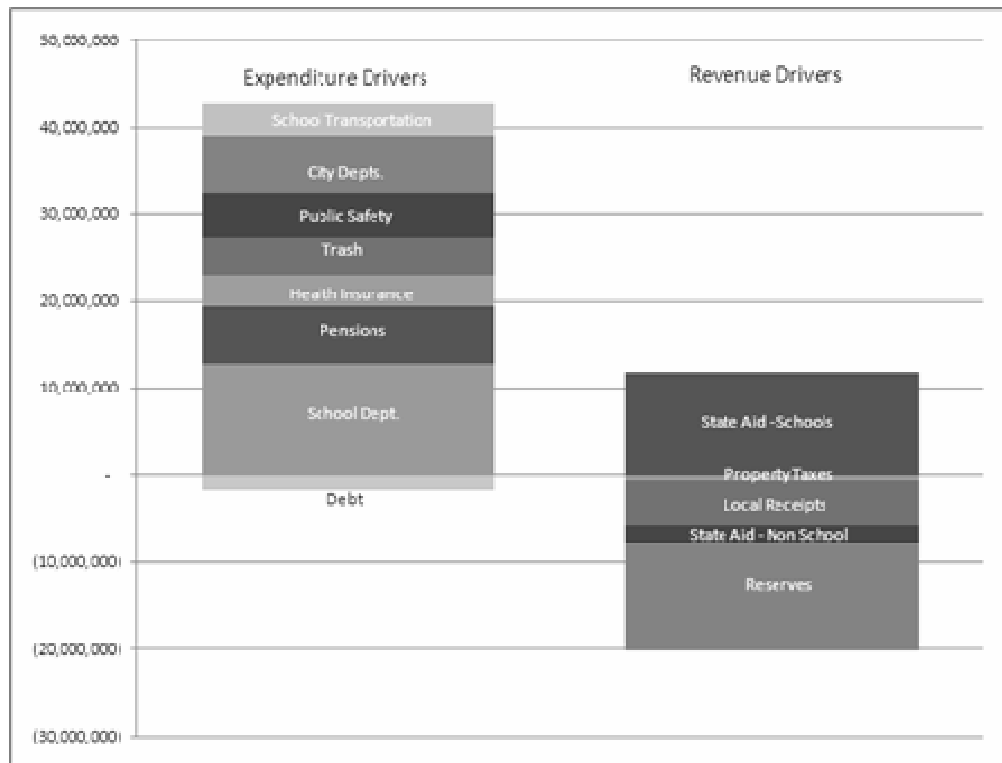 50,000,000
Expenditure Drivers
Revenue Drivers
School Transportation
40,000,000
City Depts.
30,000,000
Public Safety
Trash
20,000,000
Health Insurance
Pensions
10,000,000
School Dept.
State Aid -Schools
-
Property Taxes
Debt
Local Receipts
State Aid - Non School
(10,000,000)
Reserves
(20,000,000)
(30,000,000)